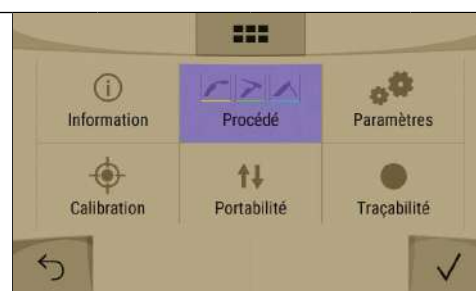 Information
Procédé
Paramètres
Calibration
Portabilité
Traçabilité